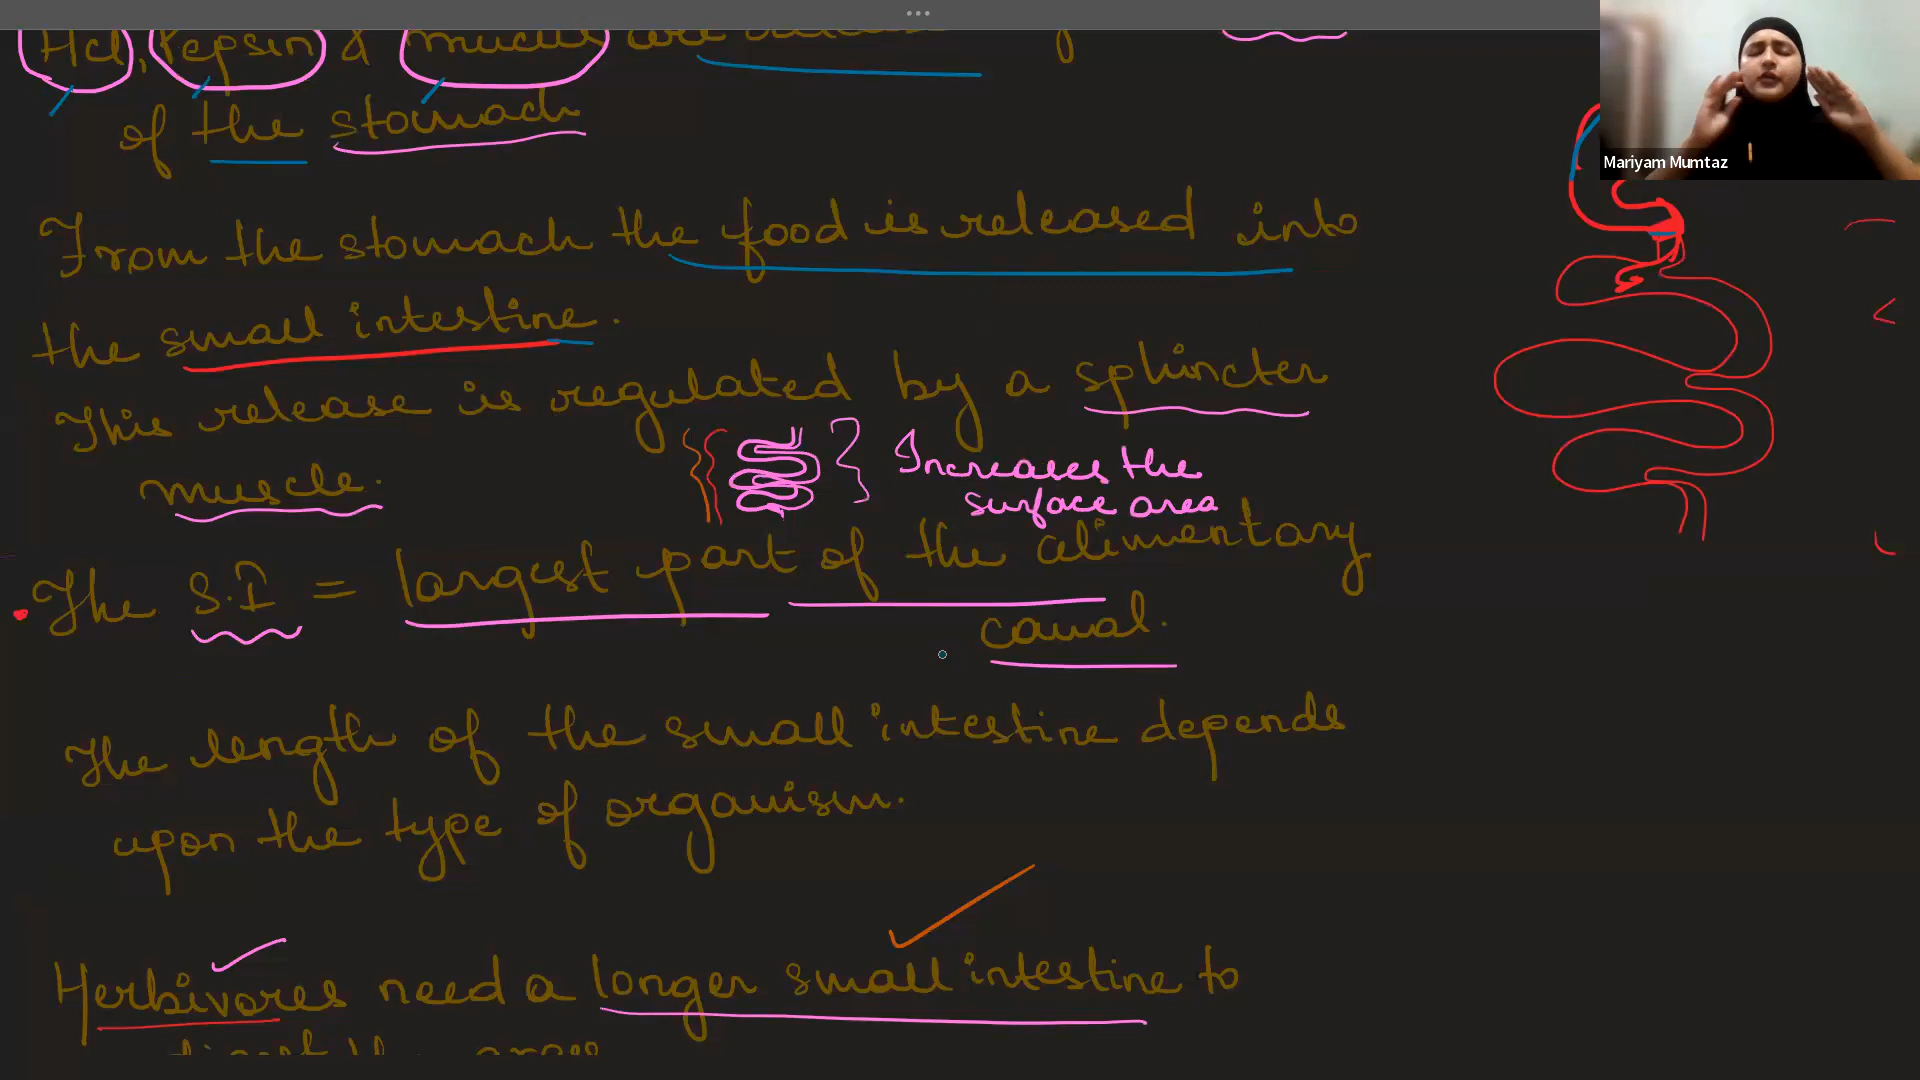 Hcl, Pepsin & mucus are
of the stomach
Mariyam Mumtaz
From the stomach the food is released into
the small intestine.
This release is regulated by a sphincter
muscle.
Increases the
surface area
The S.I = largest part of the alimentary
canal.
The length of the small intestine depends
upon the type of organism.
Herbivores need a longer small intestine to